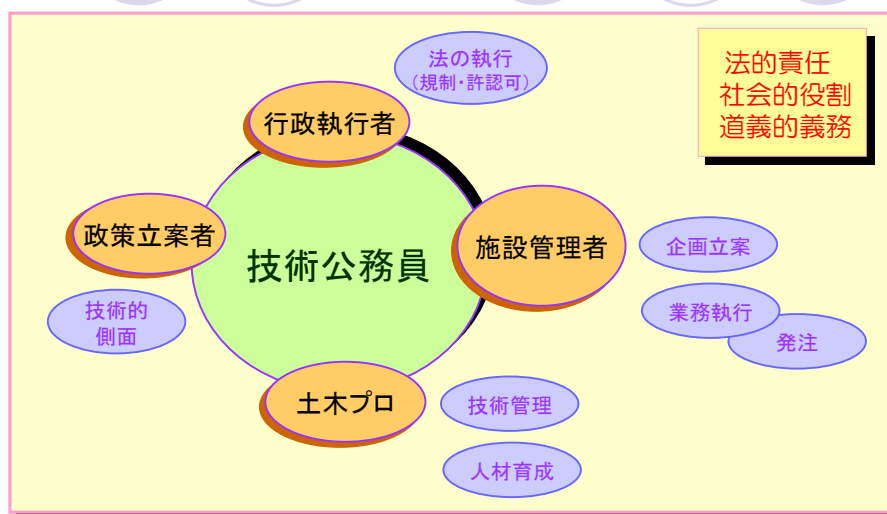 法の執行
(規制・許認可)
法的責任
社会的役割
道義的義務
行政執行者
政策立案者
技術公務員
施設管理者
企画立案
技術的
側面
業務執行
発注
土木プロ
技術管理
人材育成